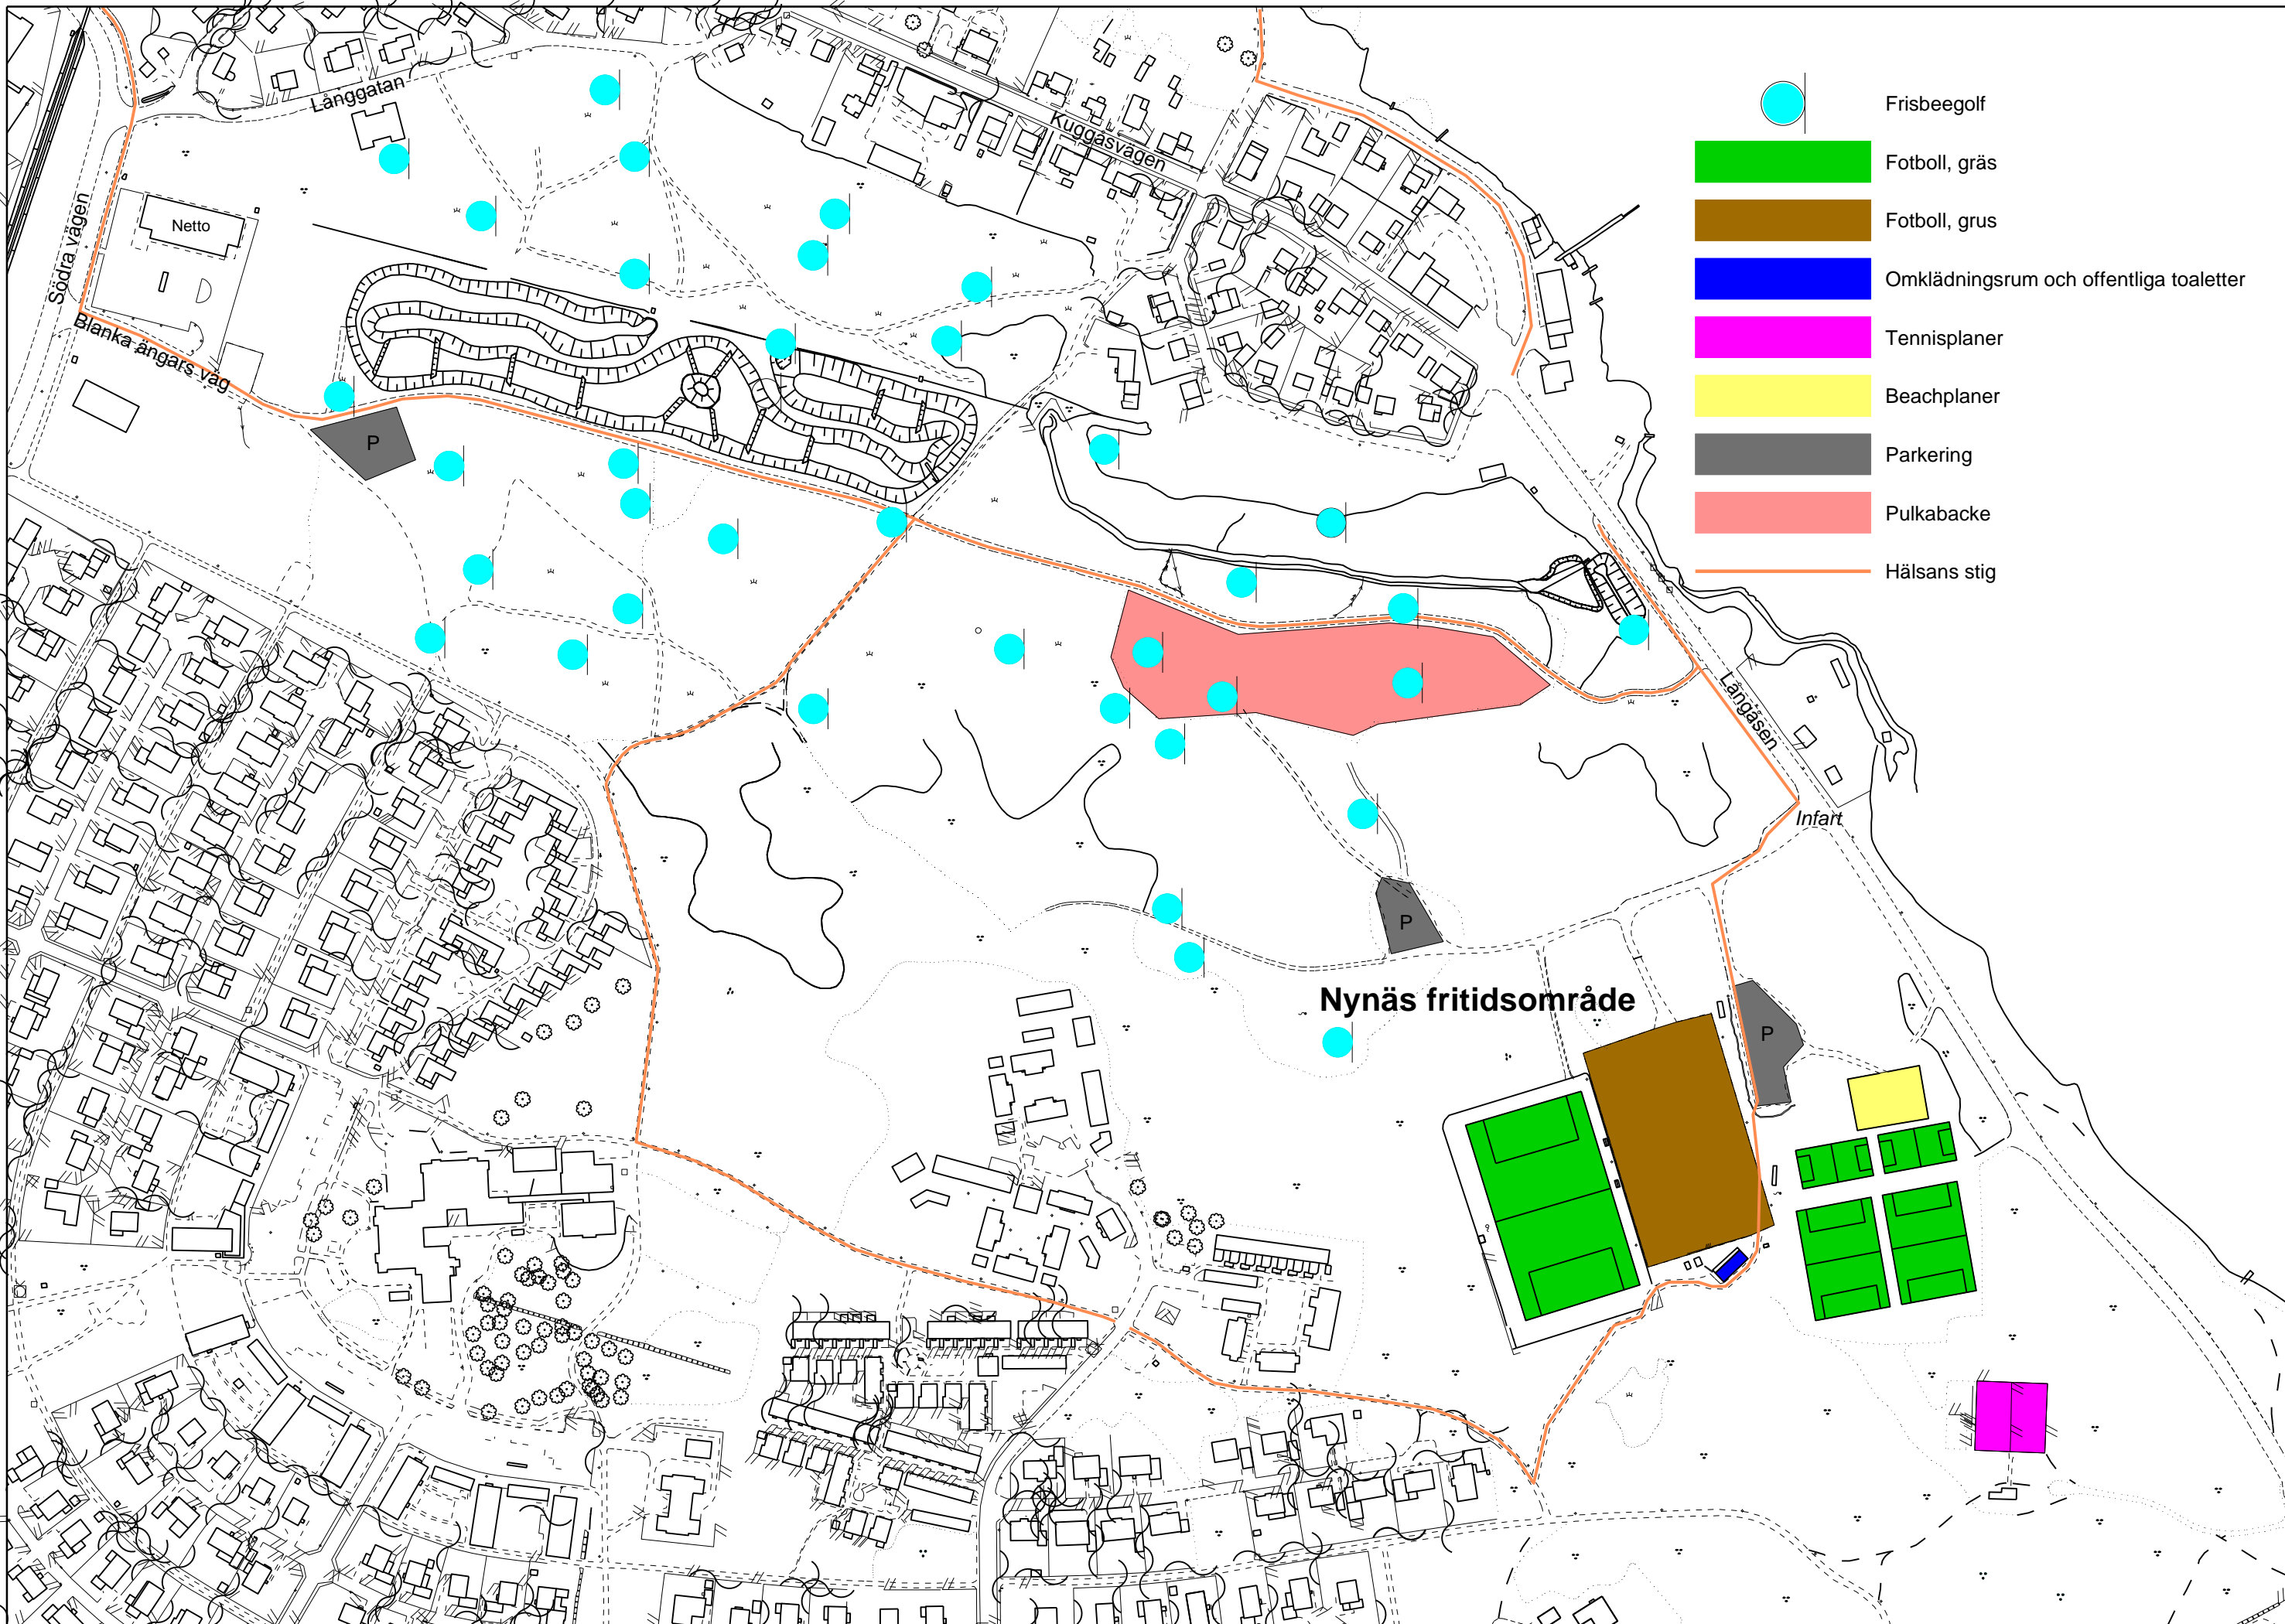 Långgatan
Kuggåsvägen
Södra vägen
Netto
Blanka ängars väg
P
Långåsen
Infart
P
Nynäs fritidsområde
P
Frisbeegolf
Fotboll, gräs
Fotboll, grus
Omklädningsrum och offentliga toaletter
Tennisplaner
Beachplaner
Parkering
Pulkabacke
Hälsans stig